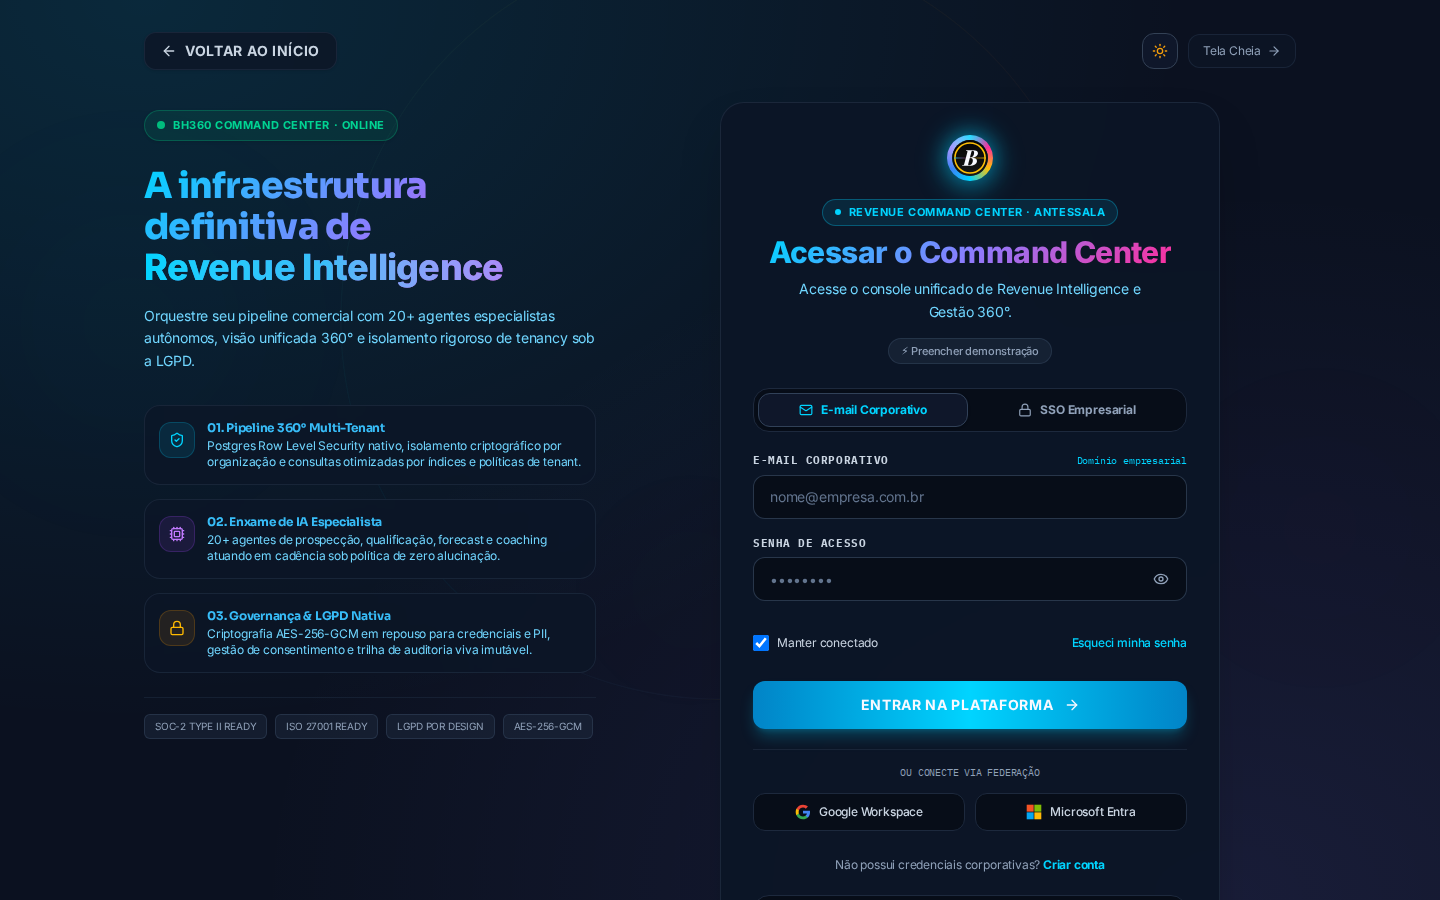 VOLTAR AO INÍCIO
Tela Cheia
BH360 COMMAND CENTER · ONLINE
A infraestrutura
definitiva de
Revenue Intelligence
Orquestre seu pipeline comercial com 20+ agentes especialistas
autônomos, visão unificada 360° e isolamento rigoroso de tenancy sob
a LGPD.
01. Pipeline 360° Multi-Tenant
Postgres Row Level Security nativo, isolamento criptográfico por
organização e consultas otimizadas por índices e políticas de tenant.
02. Enxame de IA Especialista
20+ agentes de prospecção, qualificação, forecast e coaching
atuando em cadência sob política de zero alucinação.
03. Governança & LGPD Nativa
Criptografia AES-256-GCM em repouso para credenciais e PII,
gestão de consentimento e trilha de auditoria viva imutável.
SOC-2 TYPE II READY
ISO 27001 READY
LGPD POR DESIGN
AES-256-GCM
B
REVENUE COMMAND CENTER · ANTESSALA
Acessar o Command Center
Acesse o console unificado de Revenue Intelligence e
Gestão 360°.
⚡ Preencher demonstração
E-mail Corporativo
SSO Empresarial
E-MAIL CORPORATIVO
Domínio empresarial
nome@empresa.com.br
SENHA DE ACESSO
••••••••
Manter conectado
Esqueci minha senha
ENTRAR NA PLATAFORMA
OU CONECTE VIA FEDERAÇÃO
Google Workspace
Microsoft Entra
Não possui credenciais corporativas? Criar conta